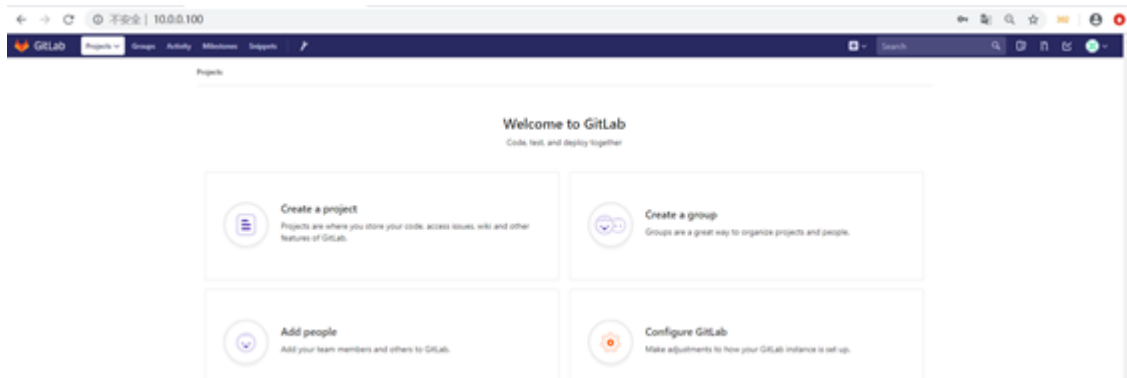 不安全 | 10.0.0.100
GitLab Projects Groups Activity Milestones Snippets Search
Projects
Welcome to GitLab
Code, test, and deploy together
Create a project
Projects are where you store your code, access issues, wiki and other
features of GitLab.
Create a group
Groups are a great way to organize projects and people.
Add people
Add your team members and others to GitLab.
Configure GitLab
Make adjustments to how your GitLab instance is set up.